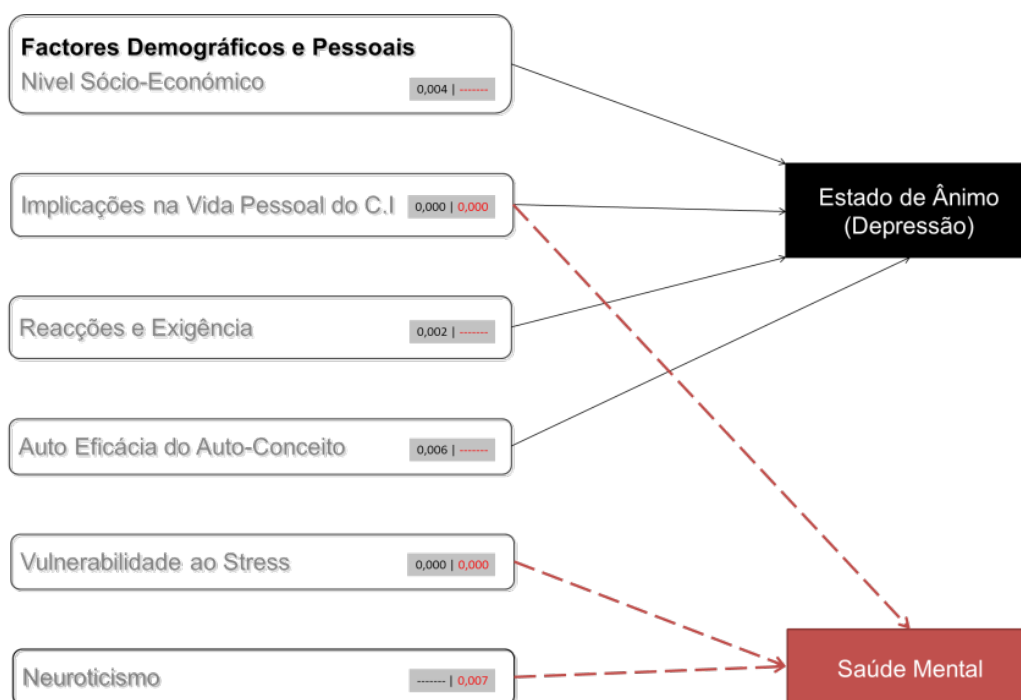 Factores Demográficos e Pessoais
Nivel Sócio-Económico
0,004 | -------
Implicações na Vida Pessoal do C.I
0,000 | 0,000
Estado de Ânimo
(Depressão)
Reacções e Exigência
0,002 | -------
Auto Eficácia do Auto-Conceito
0,006 | -------
Vulnerabilidade ao Stress
0,000 | 0,000
Neuroticismo
------- | 0,007
Saúde Mental